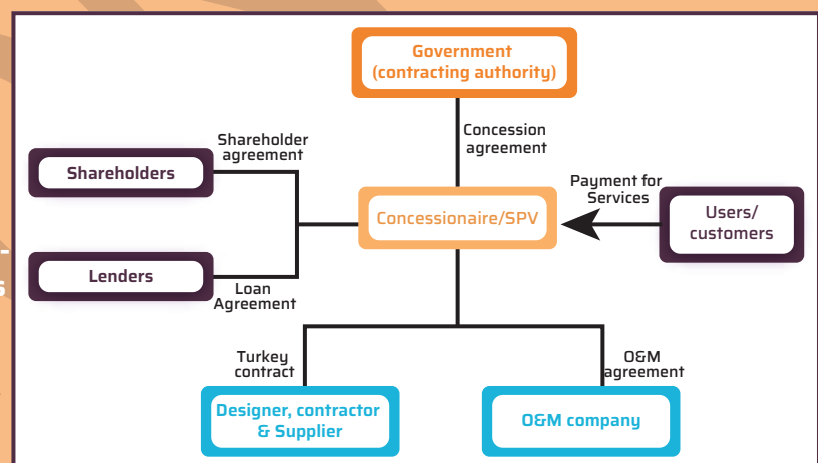 Government
(contracting authority)
Shareholder
agreement
Concession
agreement
Payment for
Services
Shareholders
Concessionaire/SPV
Users/
customers
Lenders
Loan
Agreement
Turkey
contract
O&M
agreement
Designer, contractor
& Supplier
O&M company